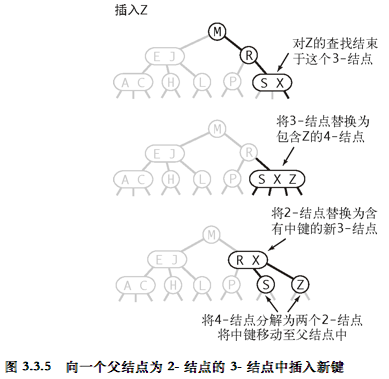 插入Z
M
E J
R
A C
H
L
P
S X
对Z的查找结束
于这个3-结点
M
E J
R
A C
H
L
P
S X Z
将3-结点替换为
包含Z的4-结点
将2-结点替换为含
有中键的新3-结点
M
E J
R X
A C
H
L
P
S
Z
将4-结点分解为两个2-结点
将中键移动至父结点中
图 3.3.5 向一个父结点为 2- 结点的 3- 结点中插入新键